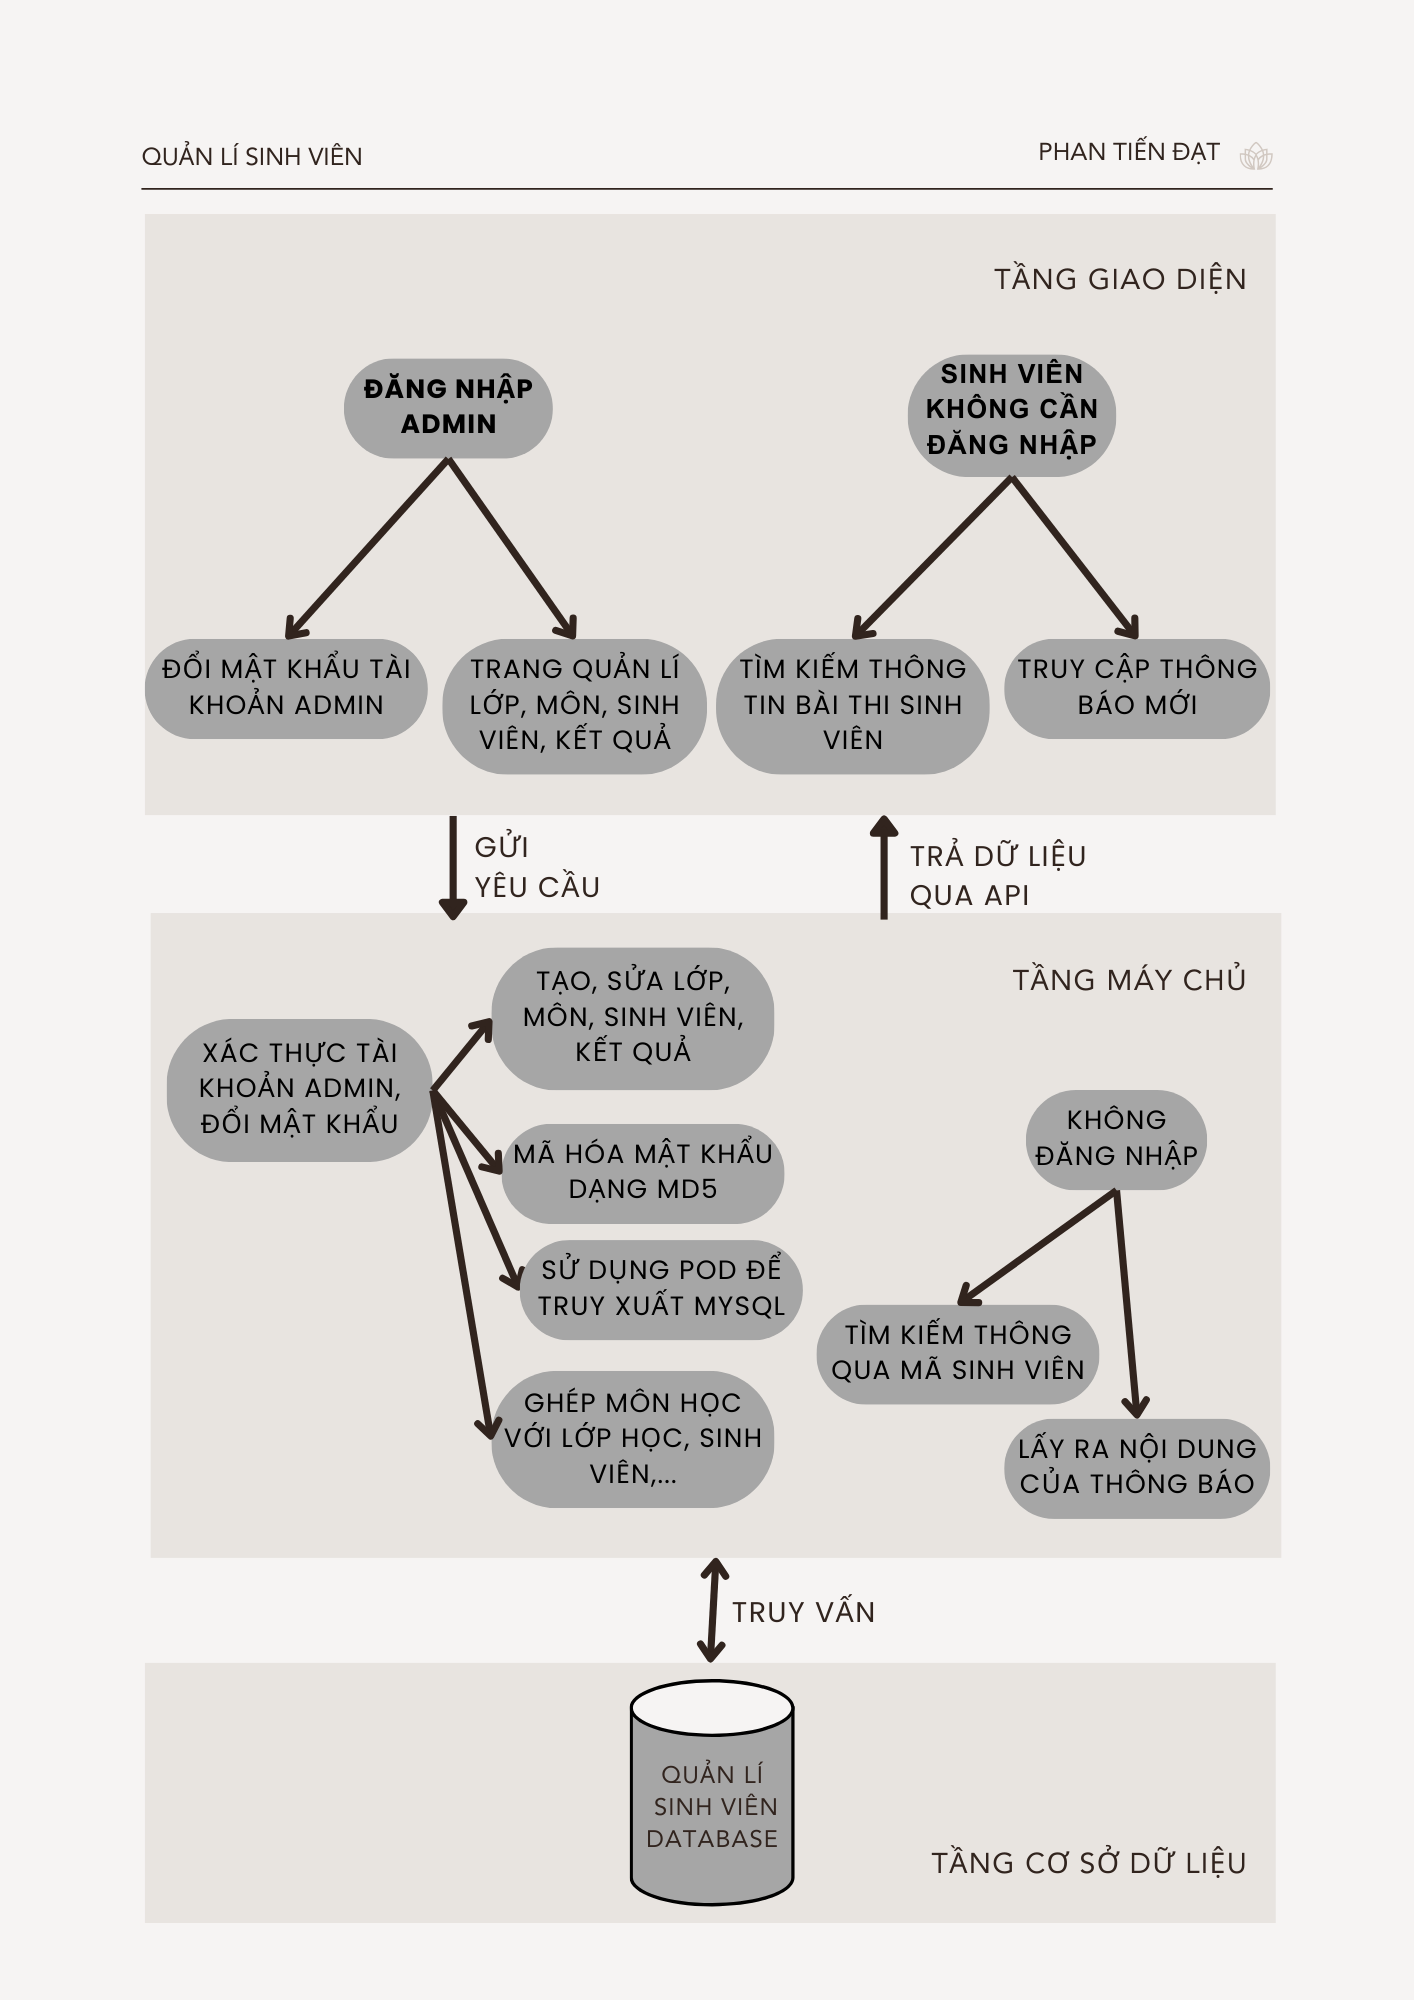 QUẢN LÍ SINH VIÊN
PHAN TIẾN ĐẠT
TẦNG GIAO DIỆN
ĐĂNG NHẬP
ADMIN
SINH VIÊN
KHÔNG CẦN
ĐĂNG NHẬP
ĐỔI MẬT KHẨU TÀI
KHOẢN ADMIN
TRANG QUẢN LÍ
LỚP, MÔN, SINH
VIÊN, KẾT QUẢ
TÌM KIẾM THÔNG
TIN BÀI THI SINH
VIÊN
TRUY CẬP THÔNG
BÁO MỚI
GỬI
YÊU CẦU
TRẢ DỮ LIỆU
QUA API
TẦNG MÁY CHỦ
TẠO, SỬA LỚP,
MÔN, SINH VIÊN,
KẾT QUẢ
XÁC THỰC TÀI
KHOẢN ADMIN,
ĐỔI MẬT KHẨU
MÃ HÓA MẬT KHẨU
DẠNG MD5
SỬ DỤNG POD ĐỂ
TRUY XUẤT MYSQL
GHÉP MÔN HỌC
VỚI LỚP HỌC, SINH
VIÊN,...
KHÔNG
ĐĂNG NHẬP
TÌM KIẾM THÔNG
QUA MÃ SINH VIÊN
LẤY RA NỘI DUNG
CỦA THÔNG BÁO
TRUY VẤN
QUẢN LÍ
SINH VIÊN
DATABASE
TẦNG CƠ SỞ DỮ LIỆU